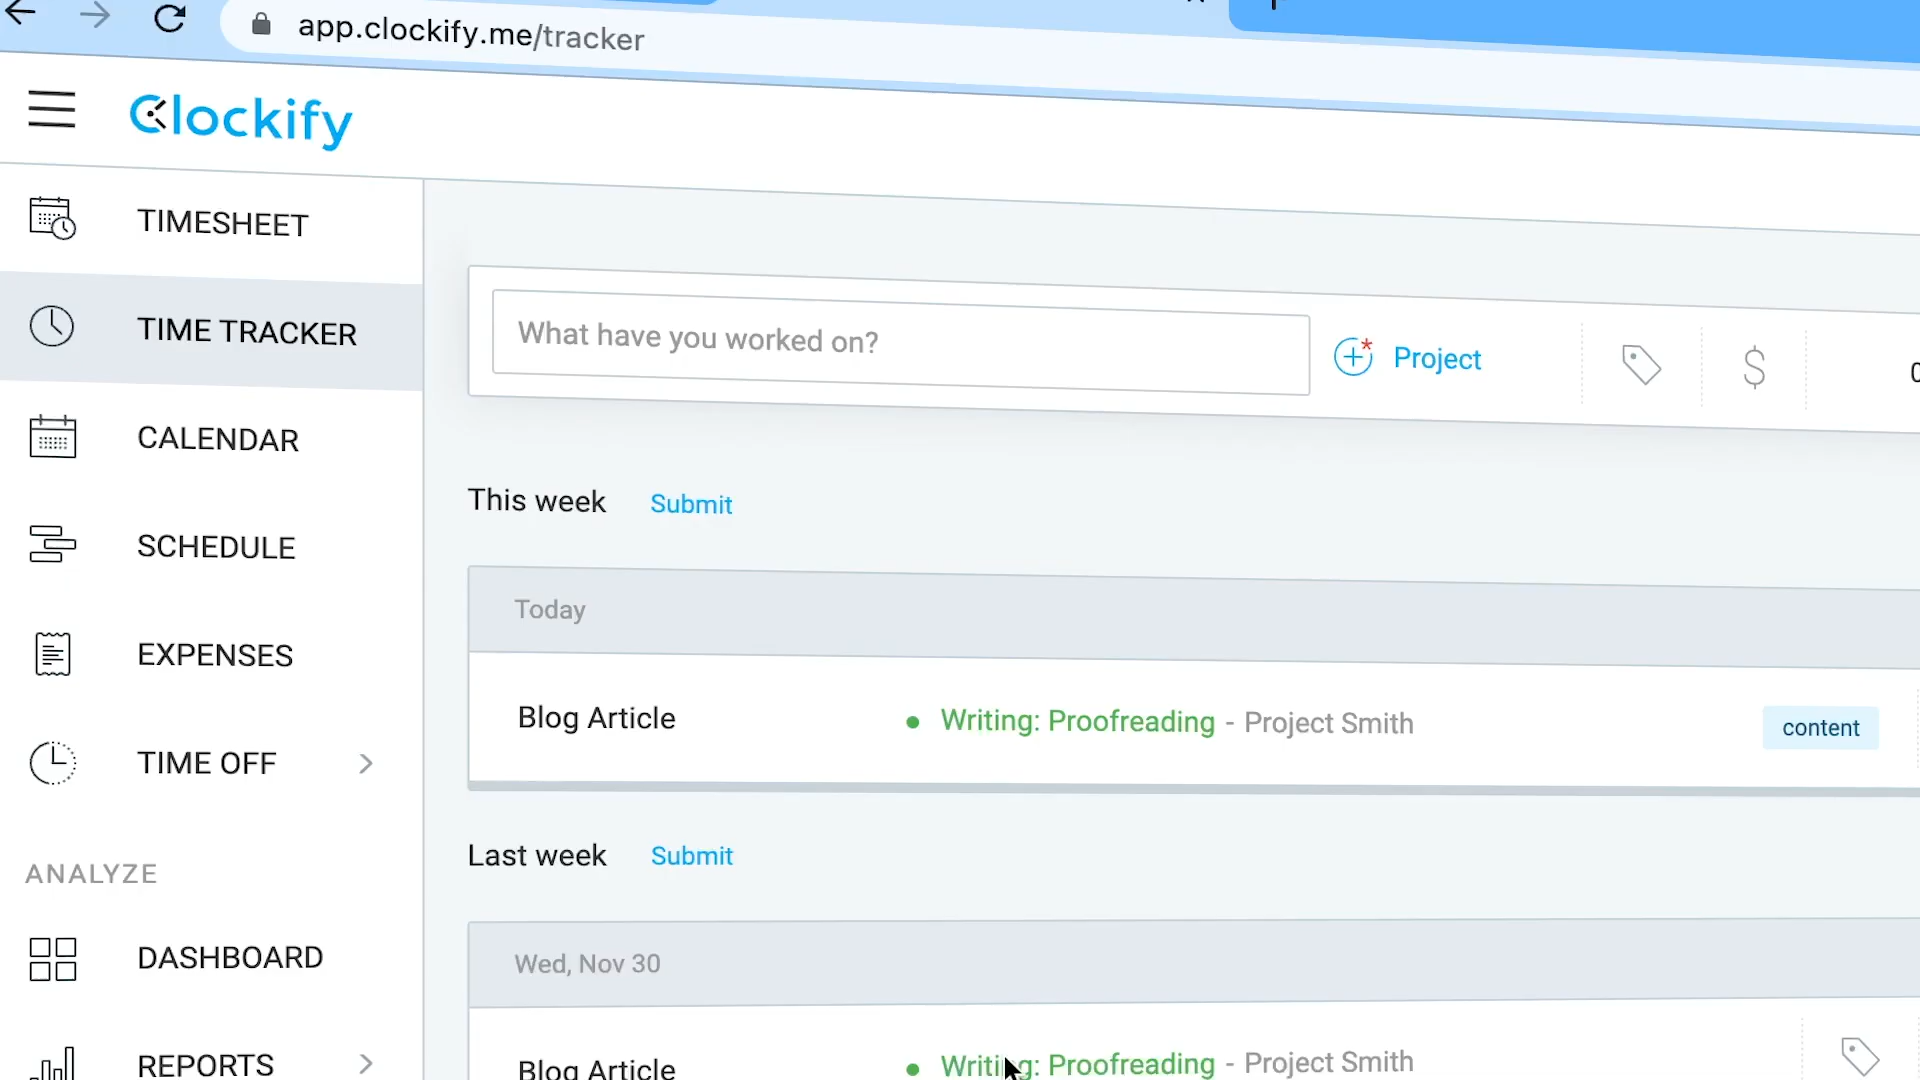 app.clockify.me/tracker
Clockify
TIMESHEET
TIME TRACKER
CALENDAR
SCHEDULE
EXPENSES
TIME OFF
ANALYZE
DASHBOARD
REPORTS
What have you worked on?
Project
This week Submit
Today
Blog Article Writing: Proofreading - Project Smith content
Last week Submit
Wed, Nov 30
Blog Article Writing: Proofreading - Project Smith